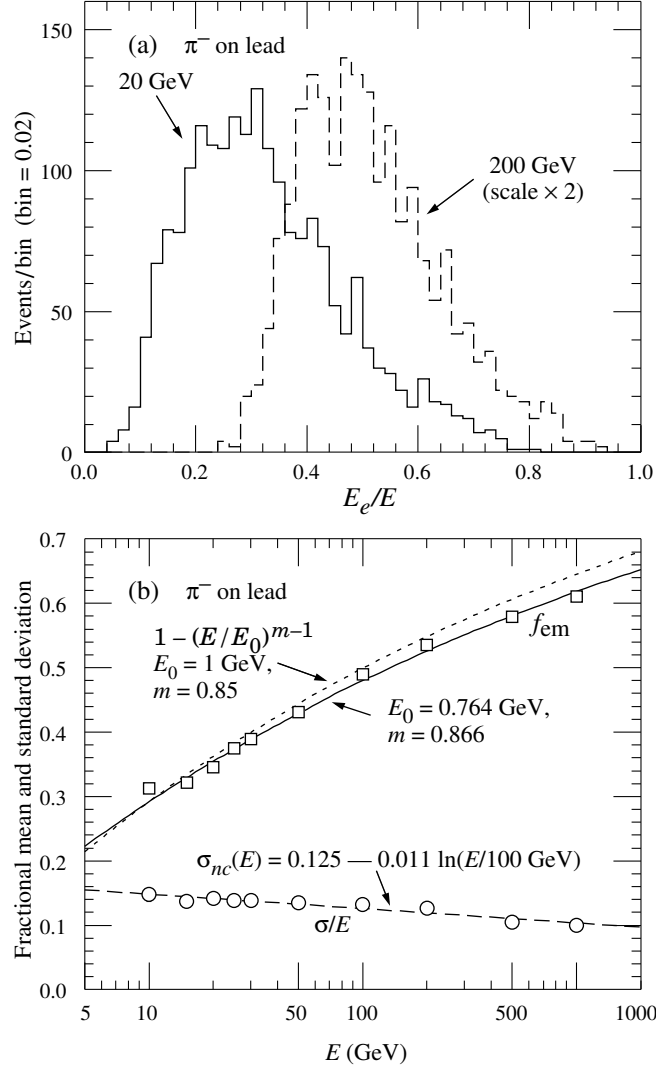 (a) π⁻ on lead
20 GeV
200 GeV
(scale × 2)
Events/bin (bin = 0.02)
150
100
50
0
0.0 0.2 0.4 0.6 0.8 1.0
E_e/E
(b) π⁻ on lead
1 – (E/E₀)^{m–1}
E₀ = 1 GeV,
m = 0.85
f_em
E₀ = 0.764 GeV,
m = 0.866
σ_nc(E) = 0.125 — 0.011 ln(E/100 GeV)
σ/E
Fractional mean and standard deviation
0.7
0.6
0.5
0.4
0.3
0.2
0.1
0.0
5 10 50 100 500 1000
E (GeV)